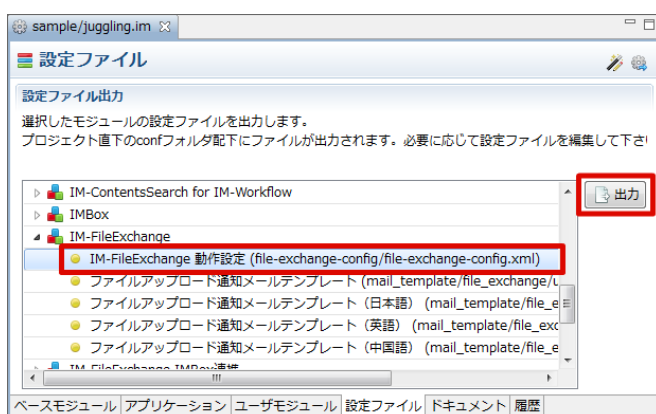 sample/juggling.im
設定ファイル
設定ファイル出力
選択したモジュールの設定ファイルを出力します。
プロジェクト直下のconfフォルダ配下にファイルが出力されます。必要に応じて設定ファイルを編集して下さ
IM-ContentsSearch for IM-Workflow
出力
IMBox
IM-FileExchange
IM-FileExchange 動作設定 (file-exchange-config/file-exchange-config.xml)
ファイルアップロード通知メールテンプレート (mail_template/file_exchange/u
ファイルアップロード通知メールテンプレート（日本語） (mail_template/file_e
ファイルアップロード通知メールテンプレート（英語） (mail_template/file_exc
ファイルアップロード通知メールテンプレート（中国語） (mail_template/file_e
IM-FileExchange IMBox連携
ベースモジュール アプリケーション ユーザモジュール 設定ファイル ドキュメント 履歴